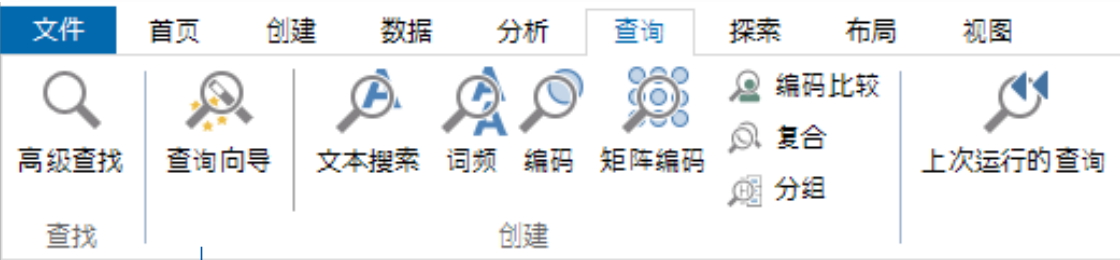 文件 首页 创建 数据 分析 查询 探索 布局 视图
高级查找 查询向导 文本搜索 词频 编码 矩阵编码 编码比较 复合 分组 上次运行的查询
查找 创建